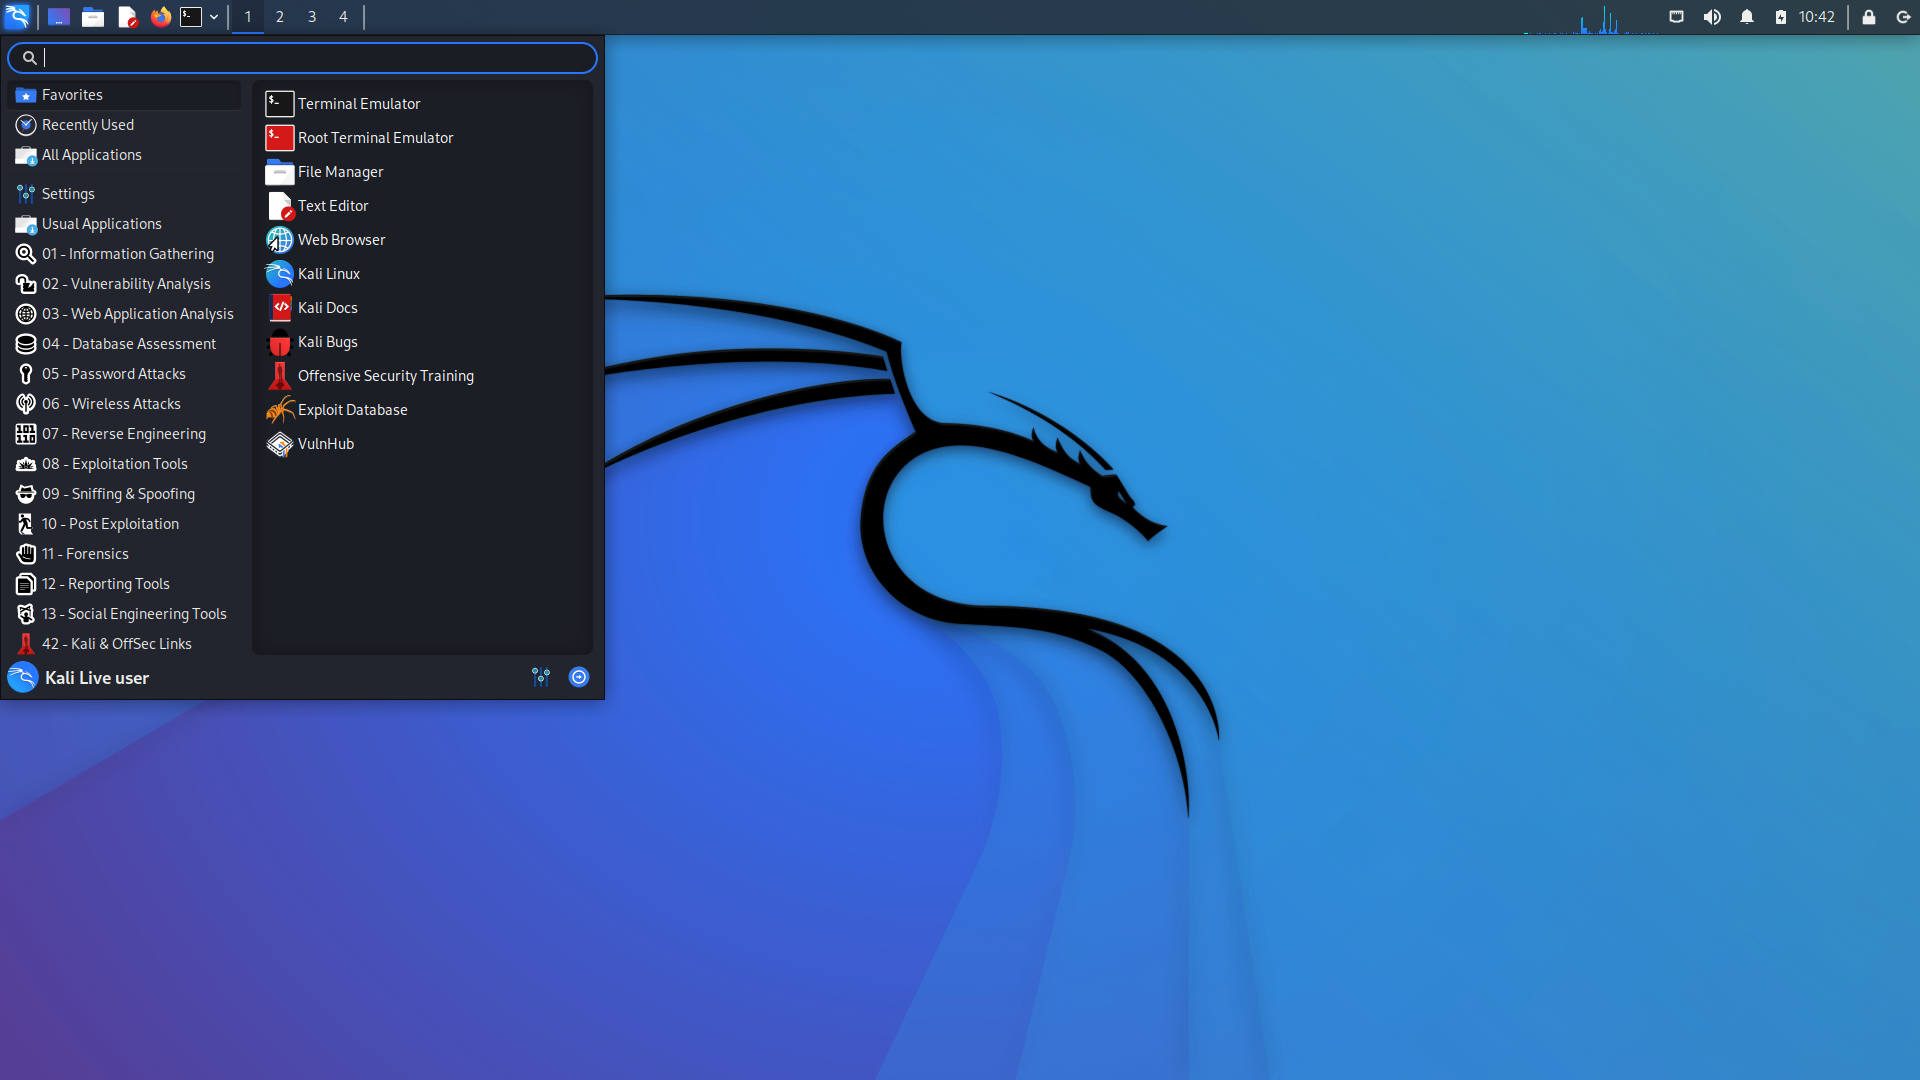 1 2 3 4 10:42
Favorites
Recently Used
All Applications
Settings
Usual Applications
01 - Information Gathering
02 - Vulnerability Analysis
03 - Web Application Analysis
04 - Database Assessment
05 - Password Attacks
06 - Wireless Attacks
07 - Reverse Engineering
08 - Exploitation Tools
09 - Sniffing & Spoofing
10 - Post Exploitation
11 - Forensics
12 - Reporting Tools
13 - Social Engineering Tools
42 - Kali & OffSec Links
Terminal Emulator
Root Terminal Emulator
File Manager
Text Editor
Web Browser
Kali Linux
Kali Docs
Kali Bugs
Offensive Security Training
Exploit Database
VulnHub
Kali Live user